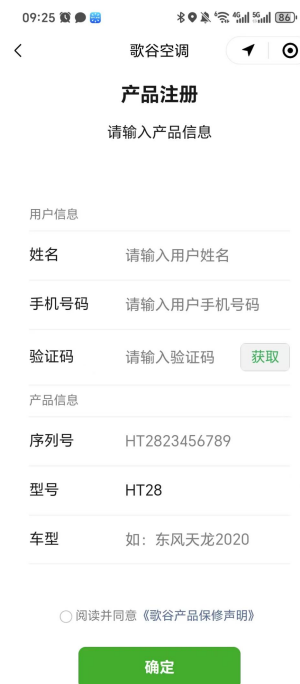 09:25 4G 5G 86
歌谷空调
产品注册
请输入产品信息
用户信息
姓名 请输入用户姓名
手机号码 请输入用户手机号码
验证码 请输入验证码 获取
产品信息
序列号 HT2823456789
型号 HT28
车型 如：东风天龙2020
阅读并同意《歌谷产品保修声明》
确定